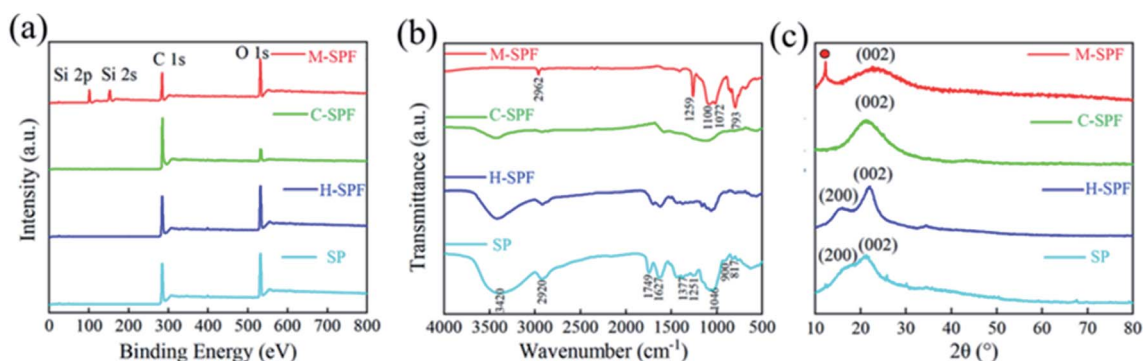 (a)
Si 2p
Si 2s
C 1s
O 1s
M-SPF
C-SPF
H-SPF
SP
Intensity (a.u.)
0 100 200 300 400 500 600 700 800
Binding Energy (eV)
(b)
M-SPF
2962
1259
1100
1072
793
C-SPF
H-SPF
SP
3420
2920
1749
1627
1377
1251
1046
900
817
Transmittance (a.u.)
4000 3500 3000 2500 2000 1500 1000 500
Wavenumber (cm-1)
(c)
(002)
M-SPF
(002)
C-SPF
(002)
(200)
H-SPF
(002)
(200)
SP
Intensity (a.u.)
10 20 30 40 50 60 70 80
2θ (°)